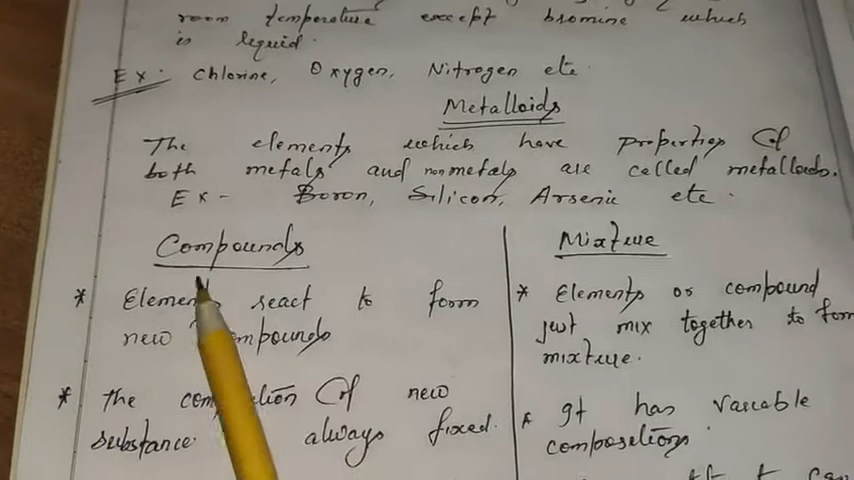 room temperature except bromine which
is liquid.
Ex:- Chlorine, Oxygen, Nitrogen etc.
Metalloids
The elements which have properties of
both metals and nonmetals are called metalloids.
Ex- Boron, Silicon, Arsenic etc.
Compounds
* Elements react to form
new compounds
* The of new
substance always fixed.
Mixture
* Elements or compound
just mix together to form
mixture.
* It has variable
compositions.